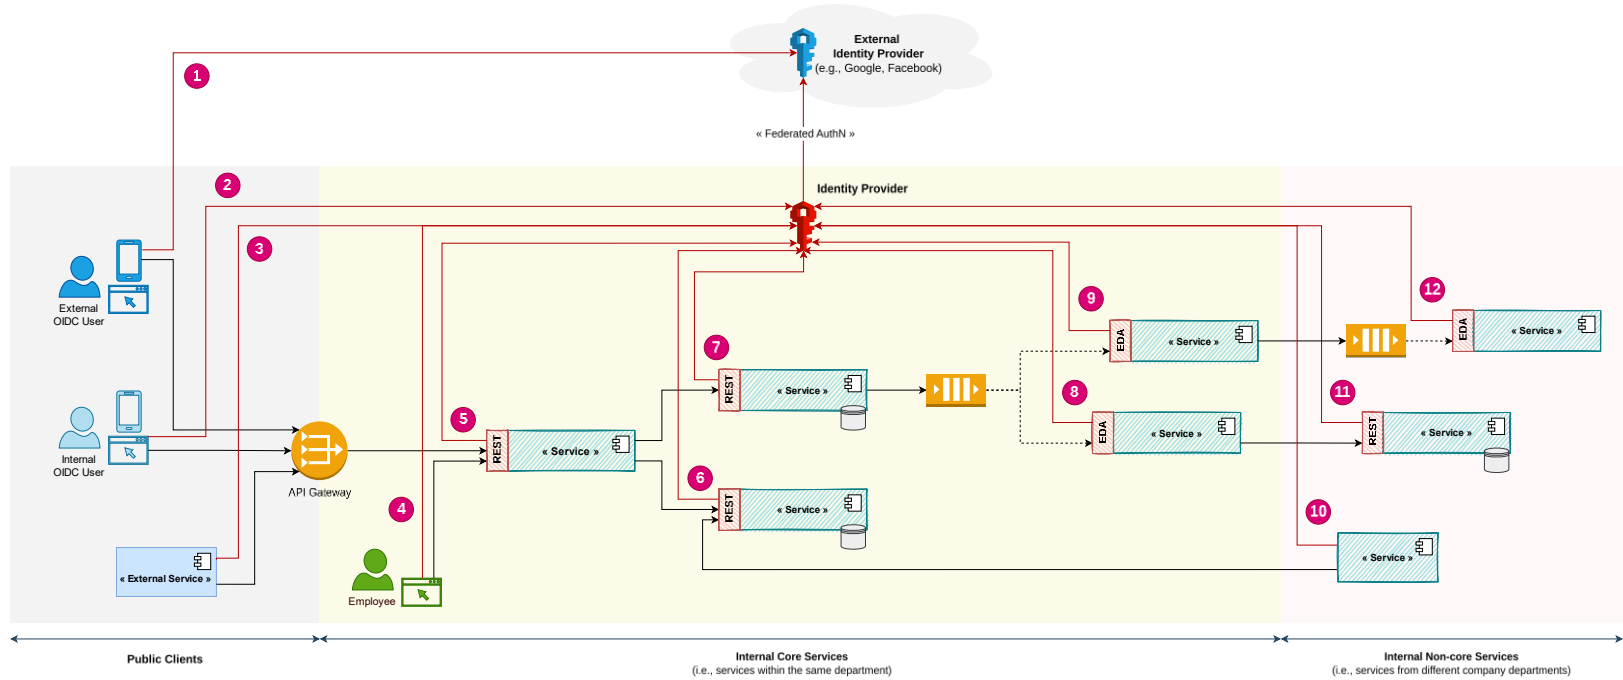 External
Identity Provider
(e.g., Google, Facebook)
1
« Federated AuthN »
2
Identity Provider
3
External
OIDC User
9
12
EDA
« Service »
EDA
« Service »
7
REST
« Service »
8
11
5
EDA
« Service »
REST
« Service »
Internal
OIDC User
REST
« Service »
API Gateway
6
REST
« Service »
4
10
« External Service »
Employee
« Service »
Public Clients
Internal Core Services
(i.e., services within the same department)
Internal Non-core Services
(i.e., services from different company departments)